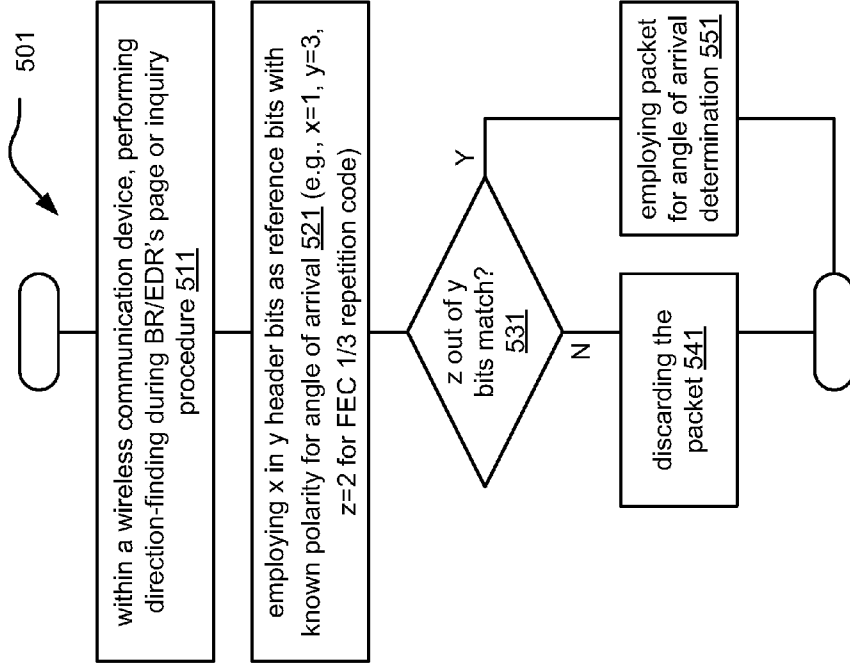 501
within a wireless communication device, performing
direction-finding during BR/EDR's page or inquiry
procedure 511
employing x in y header bits as reference bits with
known polarity for angle of arrival 521 (e.g., x=1, y=3,
z=2 for FEC 1/3 repetition code)
z out of y
bits match?
531
Y
N
discarding the
packet 541
employing packet
for angle of arrival
determination 551